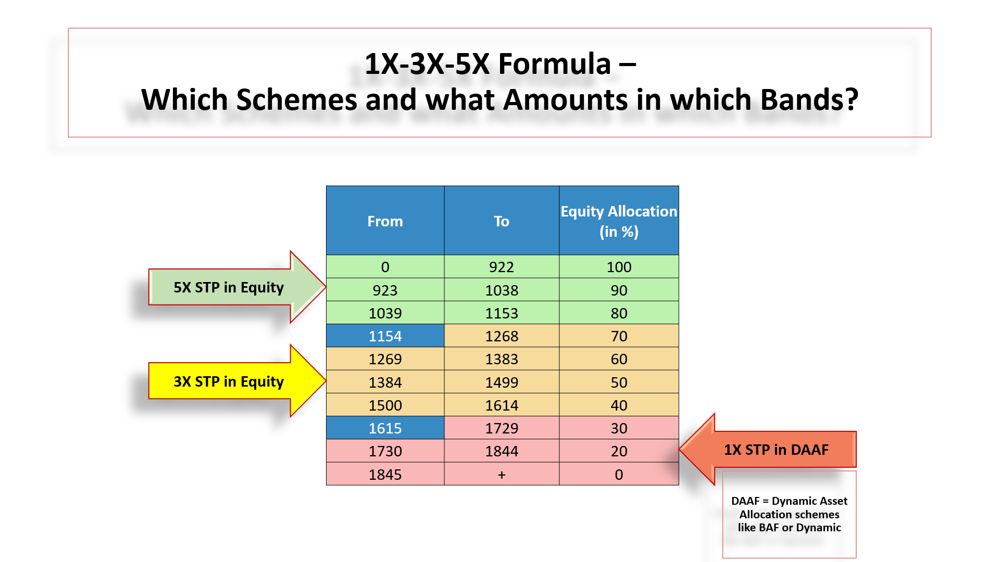 1X-3X-5X Formula –
Which Schemes and what Amounts in which Bands?
From To Equity Allocation
(in %)
0 922 100
923 1038 90
1039 1153 80
1154 1268 70
1269 1383 60
1384 1499 50
1500 1614 40
1615 1729 30
1730 1844 20
1845 + 0
5X STP in Equity
3X STP in Equity
1X STP in DAAF
DAAF = Dynamic Asset
Allocation schemes
like BAF or Dynamic